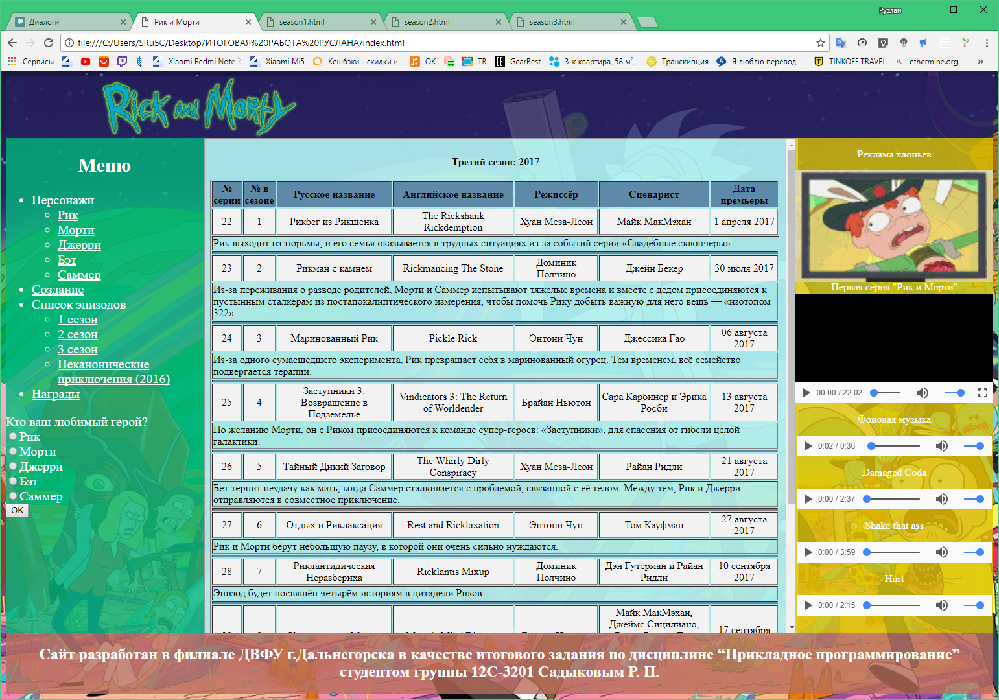 Руслан
Диалоги
Рик и Морти
season1.html
season2.html
season3.html
file:///C:/Users/SRu5C/Desktop/ИТОГОВАЯ%20РАБОТА%20РУСЛАНА/index.html
Сервисы
Xiaomi Redmi Note 3
Xiaomi Mi5
Кешбэки - скидки и
ОК
ТВ
GearBest
3-к квартира, 58 м²,
Транскипция
Я люблю перевод -
TINKOFF.TRAVEL
ethermine.org
»
Rick and Morty
Меню
Персонажи
Рик
Морти
Джерри
Бэт
Саммер
Создание
Список эпизодов
1 сезон
2 сезон
3 сезон
Неканонические
приключения (2016)
Награды
Кто ваш любимый герой?
Рик
Морти
Джерри
Бэт
Саммер
OK
Третий сезон: 2017
№ серии № в сезоне Русское название Английское название Режиссёр Сценарист Дата премьеры
22 1 Рикбег из Рикшенка The Rickshank Rickdemption Хуан Меза-Леон Майк МакМэхан 1 апреля 2017
Рик выходит из тюрьмы, и его семья оказывается в трудных ситуациях из-за событий серии «Свадебные сквончеры».
23 2 Рикман с камнем Rickmancing The Stone Доминик Полчино Джейн Бекер 30 июля 2017
Из-за переживания о разводе родителей, Морти и Саммер испытывают тяжелые времена и вместе с дедом присоединяются к
пустынным сталкерам из постапокалиптического измерения, чтобы помочь Рику добыть важную для него вещь — «изотопом
322».
24 3 Маринованный Рик Pickle Rick Энтони Чун Джессика Гао 06 августа 2017
Из-за одного сумасшедшего эксперимента, Рик превращает себя в маринованный огурец. Тем временем, всё семейство
подвергается терапии.
25 4 Заступники 3: Возвращение в Подземелье Vindicators 3: The Return of Worldender Брайан Ньютон Сара Карбинер и Эрика Росби 13 августа 2017
По желанию Морти, он с Риком присоединяются к команде супер-героев: «Заступники», для спасения от гибели целой
галактики.
26 5 Тайный Дикий Заговор The Whirly Dirly Conspiracy Хуан Меза-Леон Райан Ридли 21 августа 2017
Бет терпит неудачу как мать, когда Саммер сталкивается с проблемой, связанной с её телом. Между тем, Рик и Джерри
отправляются в совместное приключение.
27 6 Отдых и Риклаксация Rest and Ricklaxation Энтони Чун Том Кауфман 27 августа 2017
Рик и Морти берут небольшую паузу, в которой они очень сильно нуждаются.
28 7 Риклантидическая Неразбериха Ricklantis Mixup Доминик Полчино Дэн Гутерман и Райан Ридли 10 сентября 2017
Эпизод будет посвящён четырём историям в цитадели Риков.
Майк МакМэхан,
Джеймс Сицилиано,
17 сентября
Реклама хлопьев
Первая серия "Рик и Морти"
00:00 / 22:02
Фоновая музыка
0:02 / 0:36
Damaged Coda
0:00 / 2:37
Shake that ass
0:00 / 3:59
Hurt
0:00 / 2:15
Сайт разработан в филиале ДВФУ г.Дальнегорска в качестве итогового задания по дисциплине “Прикладное программирование”
студентом группы 12С-3201 Садыковым Р. Н.